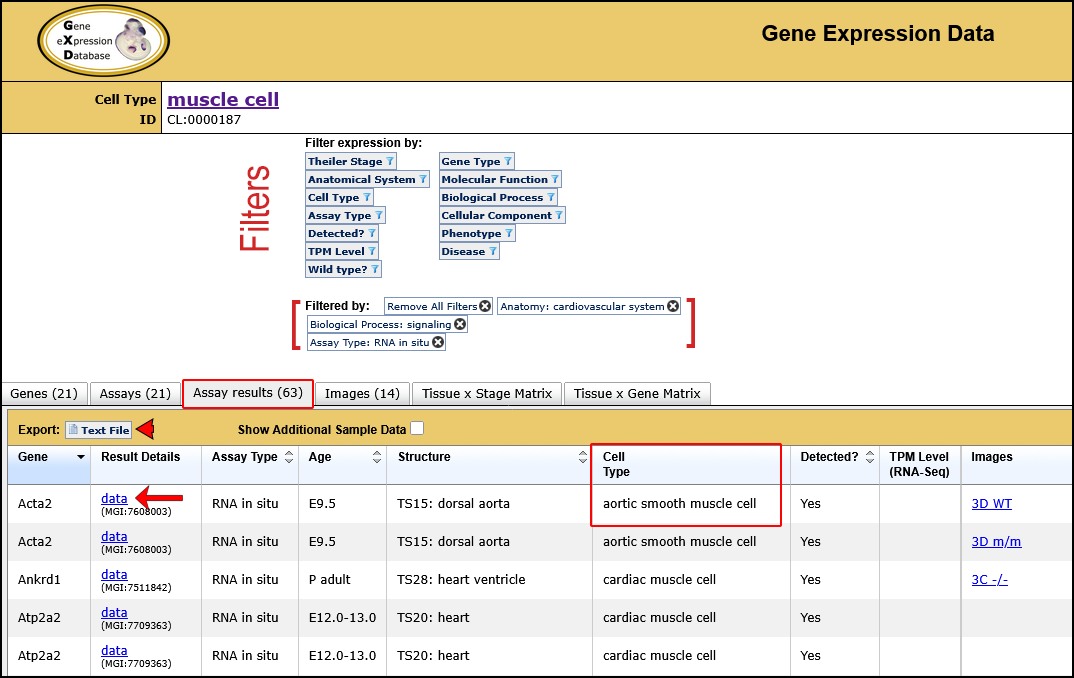 Gene
eXpression
Database
Gene Expression Data
Cell Type muscle cell
ID CL:0000187
Filters
Filter expression by:
Theiler Stage Gene Type
Anatomical System Molecular Function
Cell Type Biological Process
Assay Type Cellular Component
Detected? Phenotype
TPM Level Disease
Wild type?
Filtered by: Remove All Filters Anatomy: cardiovascular system
Biological Process: signaling
Assay Type: RNA in situ
Genes (21) Assays (21) Assay results (63) Images (14) Tissue x Stage Matrix Tissue x Gene Matrix
Export: Text File Show Additional Sample Data
Gene Result Details Assay Type Age Structure Cell Type Detected? TPM Level (RNA-Seq) Images
Acta2 data (MGI:7608003) RNA in situ E9.5 TS15: dorsal aorta aortic smooth muscle cell Yes 3D WT
Acta2 data (MGI:7608003) RNA in situ E9.5 TS15: dorsal aorta aortic smooth muscle cell Yes 3D m/m
Ankrd1 data (MGI:7511842) RNA in situ P adult TS28: heart ventricle cardiac muscle cell Yes 3C -/-
Atp2a2 data (MGI:7709363) RNA in situ E12.0-13.0 TS20: heart cardiac muscle cell Yes
Atp2a2 data (MGI:7709363) RNA in situ E12.0-13.0 TS20: heart cardiac muscle cell Yes